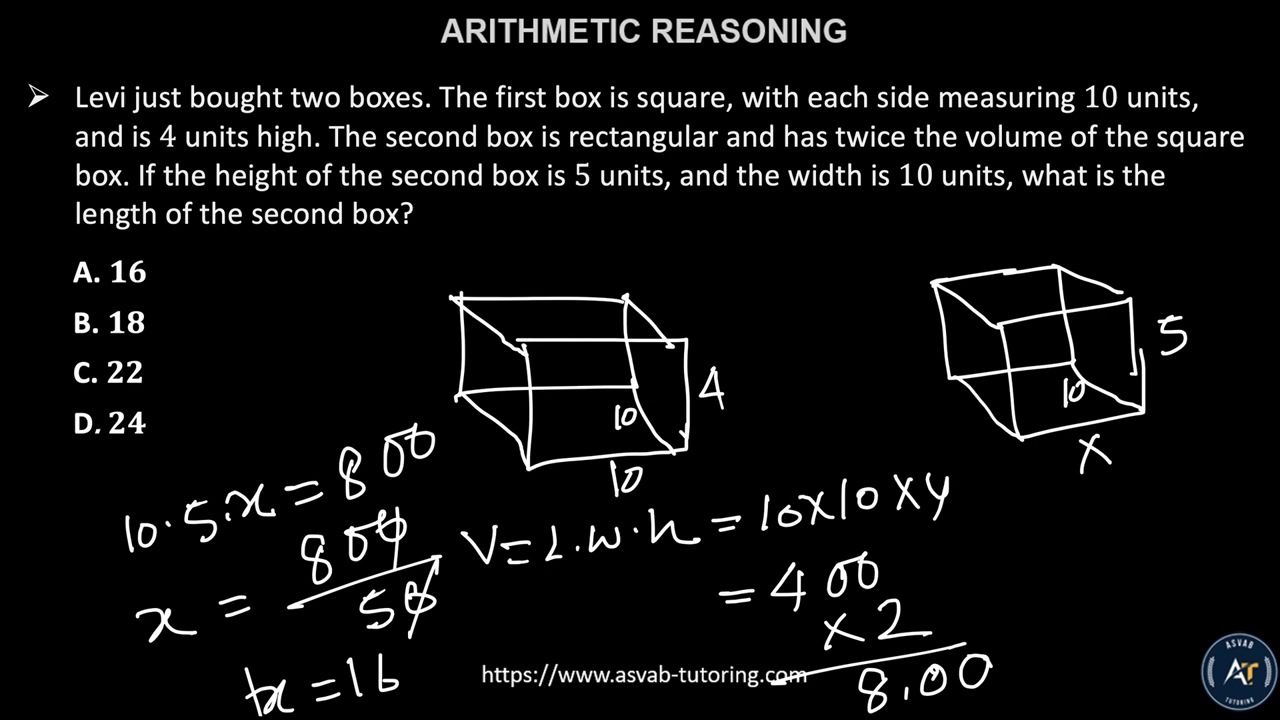 ARITHMETIC REASONING
➢ Levi just bought two boxes. The first box is square, with each side measuring 10 units,
and is 4 units high. The second box is rectangular and has twice the volume of the square
box. If the height of the second box is 5 units, and the width is 10 units, what is the
length of the second box?
A. 16
B. 18
C. 22
D. 24
4
10
10
5
10
x
10.5.x = 800
x = 800/50
x = 16
V = L.W.h = 10x10x4
= 400
x 2
8.00
https://www.asvab-tutoring.com
ASVAB
AT
TUTORING